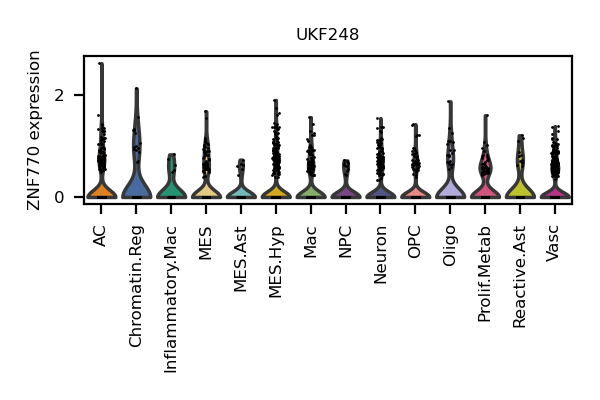 UKF248
ZNF770 expression
2
0
AC
Chromatin.Reg
Inflammatory.Mac
MES
MES.Ast
MES.Hyp
Mac
NPC
Neuron
OPC
Oligo
Prolif.Metab
Reactive.Ast
Vasc